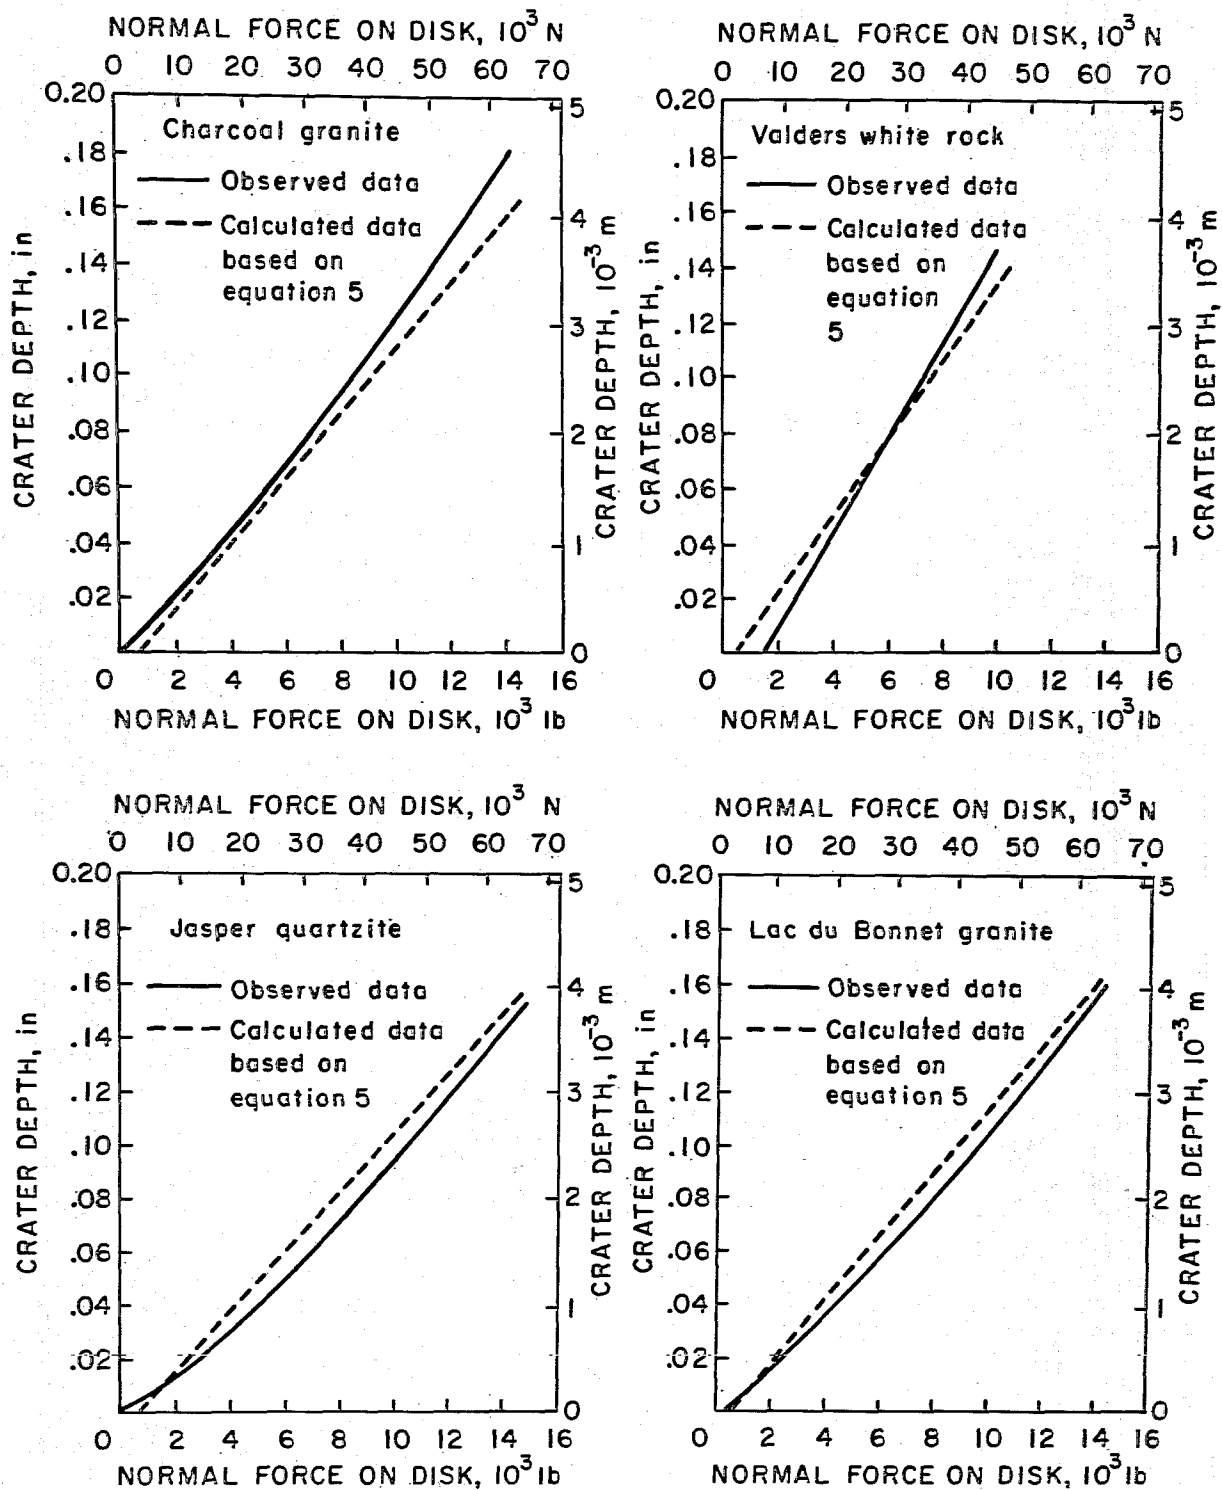 NORMAL FORCE ON DISK, 10³ N
0 10 20 30 40 50 60 70
0.20
.18
.16
.14
.12
.10
.08
.06
.04
.02
CRATER DEPTH, in
Charcoal granite
Observed data
Calculated data
based on
equation 5
5
4
3
2
1
0
CRATER DEPTH, 10⁻³ m
0 2 4 6 8 10 12 14 16
NORMAL FORCE ON DISK, 10³ lb
NORMAL FORCE ON DISK, 10³ N
0 10 20 30 40 50 60 70
0.20
.18
.16
.14
.12
.10
.08
.06
.04
.02
CRATER DEPTH, in
Valders white rock
Observed data
Calculated data
based on
equation
5
5
4
3
2
1
0
CRATER DEPTH, 10⁻³ m
0 2 4 6 8 10 12 14 16
NORMAL FORCE ON DISK, 10³ lb
NORMAL FORCE ON DISK, 10³ N
0 10 20 30 40 50 60 70
0.20
.18
.16
.14
.12
.10
.08
.06
.04
.02
CRATER DEPTH, in
Jasper quartzite
Observed data
Calculated data
based on
equation 5
5
4
3
2
1
0
CRATER DEPTH, 10⁻³ m
0 2 4 6 8 10 12 14 16
NORMAL FORCE ON DISK, 10³ lb
NORMAL FORCE ON DISK, 10³ N
0 10 20 30 40 50 60 70
0.20
.18
.16
.14
.12
.10
.08
.06
.04
.02
CRATER DEPTH, in
Lac du Bonnet granite
Observed data
Calculated data
based on
equation 5
5
4
3
2
1
0
CRATER DEPTH, 10⁻³ m
0 2 4 6 8 10 12 14 16
NORMAL FORCE ON DISK, 10³ lb